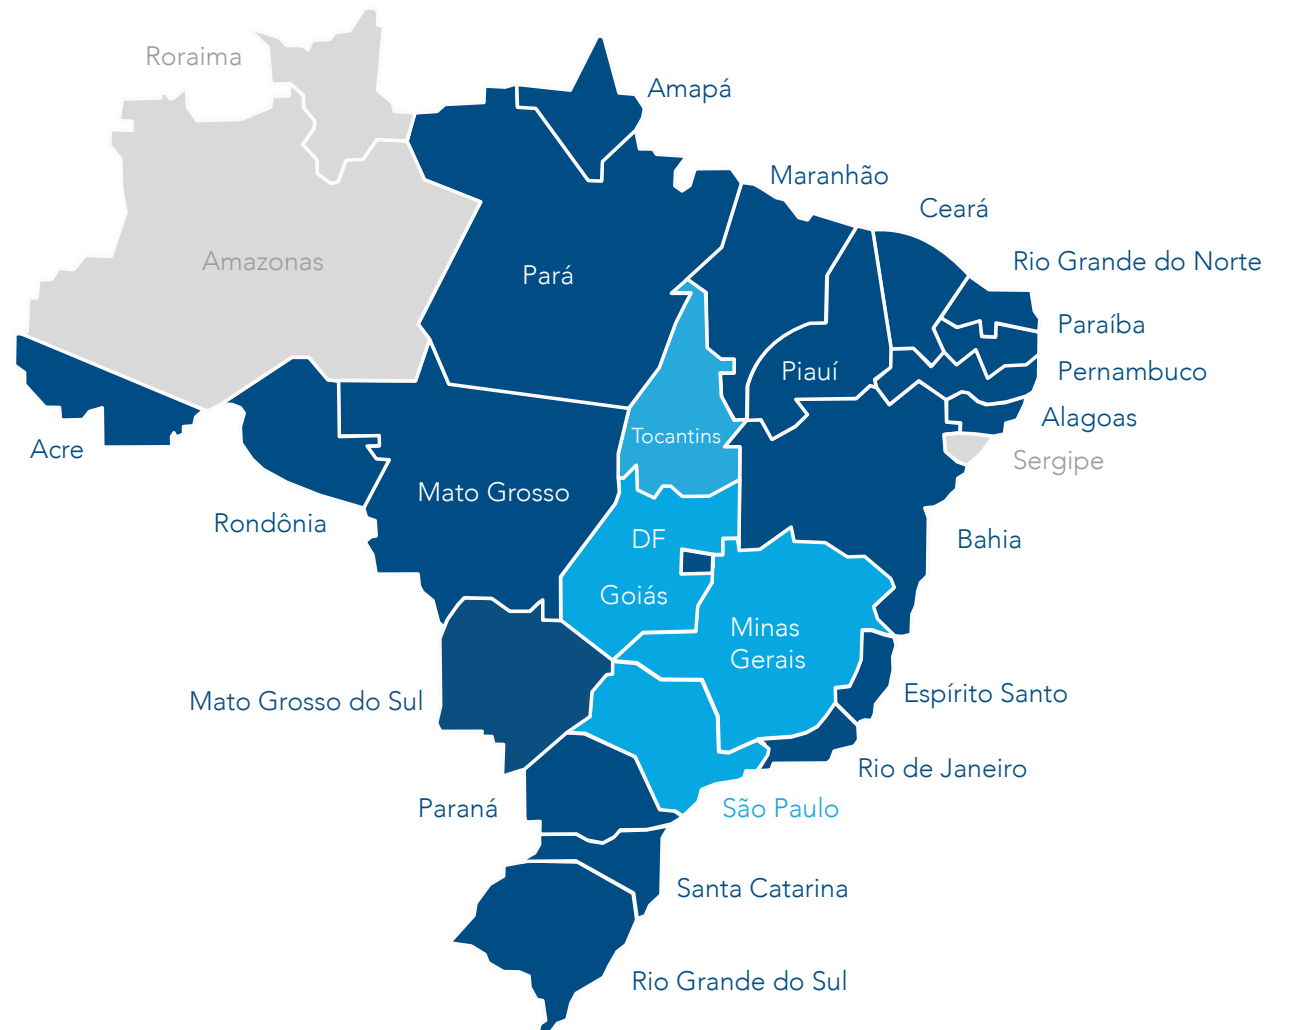 Roraima
Amapá
Maranhão
Ceará
Amazonas
Pará
Rio Grande do Norte
Paraíba
Piauí
Pernambuco
Alagoas
Tocantins
Acre
Sergipe
Mato Grosso
Rondônia
DF
Bahia
Goiás
Minas
Gerais
Mato Grosso do Sul
Espírito Santo
Rio de Janeiro
Paraná
São Paulo
Santa Catarina
Rio Grande do Sul